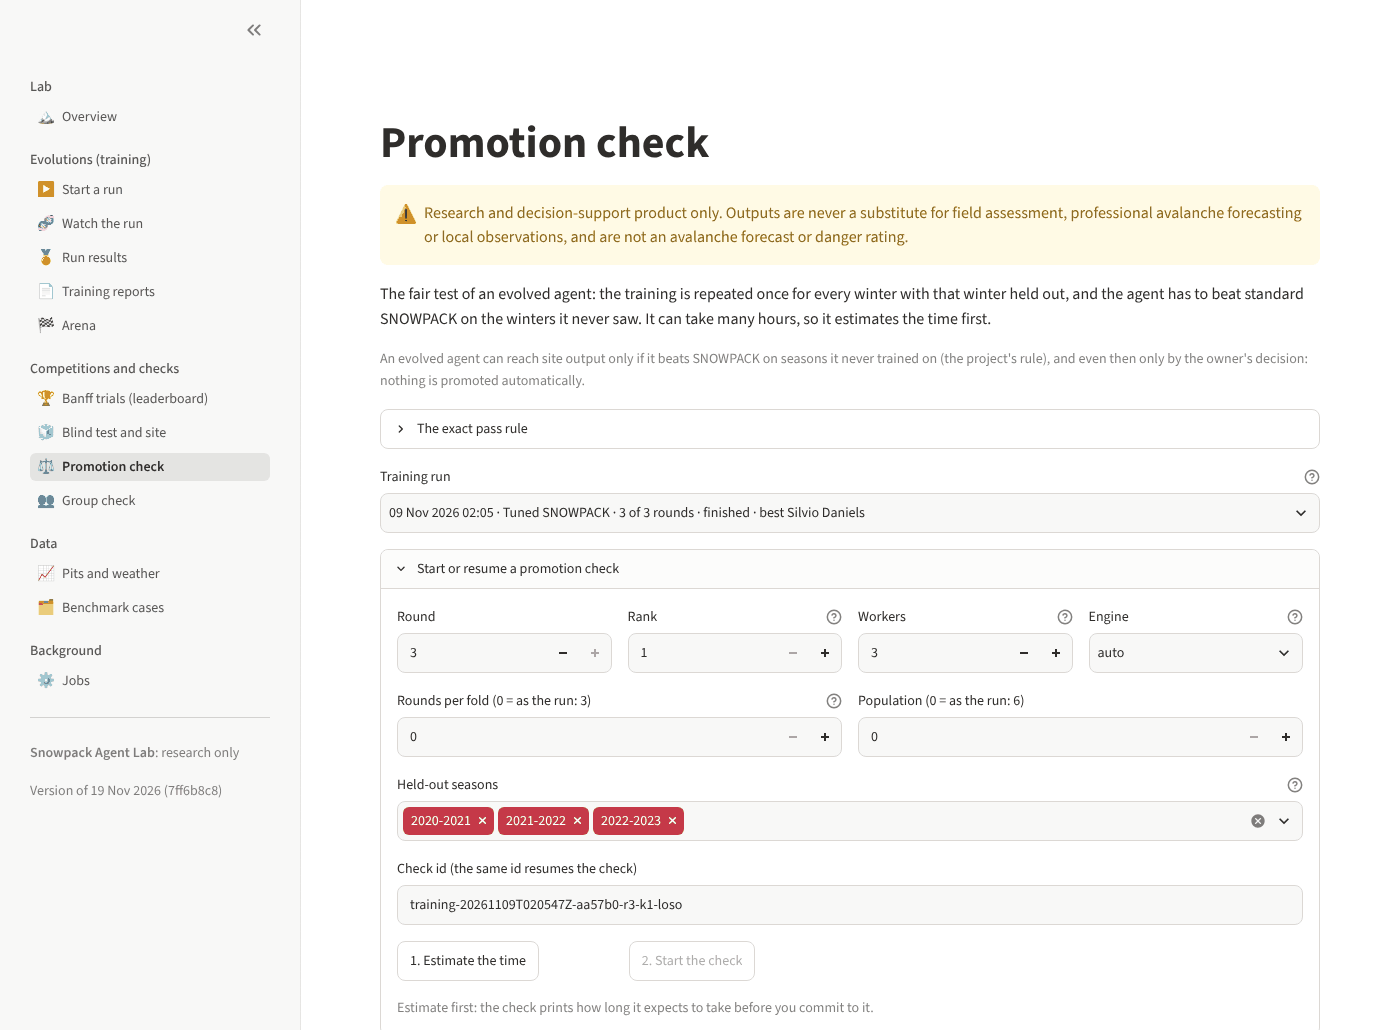 Lab
Overview
Evolutions (training)
Start a run
Watch the run
Run results
Training reports
Arena
Competitions and checks
Banff trials (leaderboard)
Blind test and site
Promotion check
Group check
Data
Pits and weather
Benchmark cases
Background
Jobs
Snowpack Agent Lab: research only
Version of 19 Nov 2026 (7ff6b8c8)
Promotion check
Research and decision-support product only. Outputs are never a substitute for field assessment, professional avalanche forecasting
or local observations, and are not an avalanche forecast or danger rating.
The fair test of an evolved agent: the training is repeated once for every winter with that winter held out, and the agent has to beat standard
SNOWPACK on the winters it never saw. It can take many hours, so it estimates the time first.
An evolved agent can reach site output only if it beats SNOWPACK on seasons it never trained on (the project's rule), and even then only by the owner's decision:
nothing is promoted automatically.
The exact pass rule
Training run
09 Nov 2026 02:05 · Tuned SNOWPACK · 3 of 3 rounds · finished · best Silvio Daniels
Start or resume a promotion check
Round Rank Workers Engine
3 1 3 auto
Rounds per fold (0 = as the run: 3) Population (0 = as the run: 6)
0 0
Held-out seasons
2020-2021 2021-2022 2022-2023
Check id (the same id resumes the check)
training-20261109T020547Z-aa57b0-r3-k1-loso
1. Estimate the time 2. Start the check
Estimate first: the check prints how long it expects to take before you commit to it.